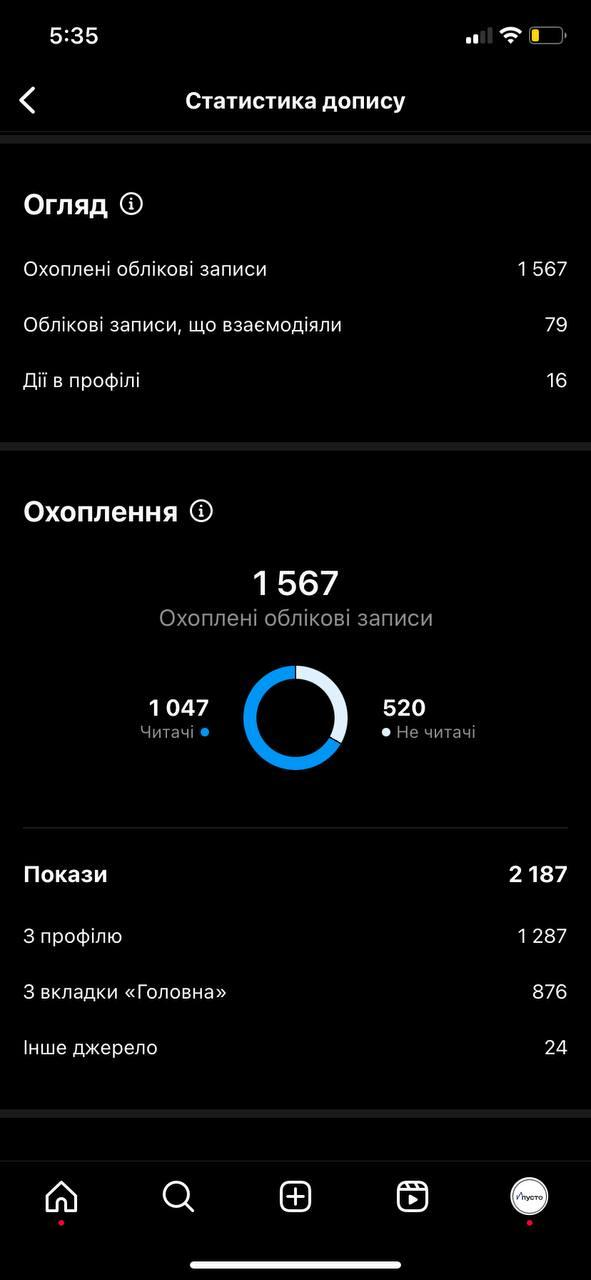 5:35
Статистика допису
Огляд
Охоплені облікові записи 1 567
Облікові записи, що взаємодіяли 79
Дії в профілі 16
Охоплення
1 567
Охоплені облікові записи
1 047 520
Читачі Не читачі
Покази 2 187
З профілю 1 287
З вкладки «Головна» 876
Інше джерело 24
пусто